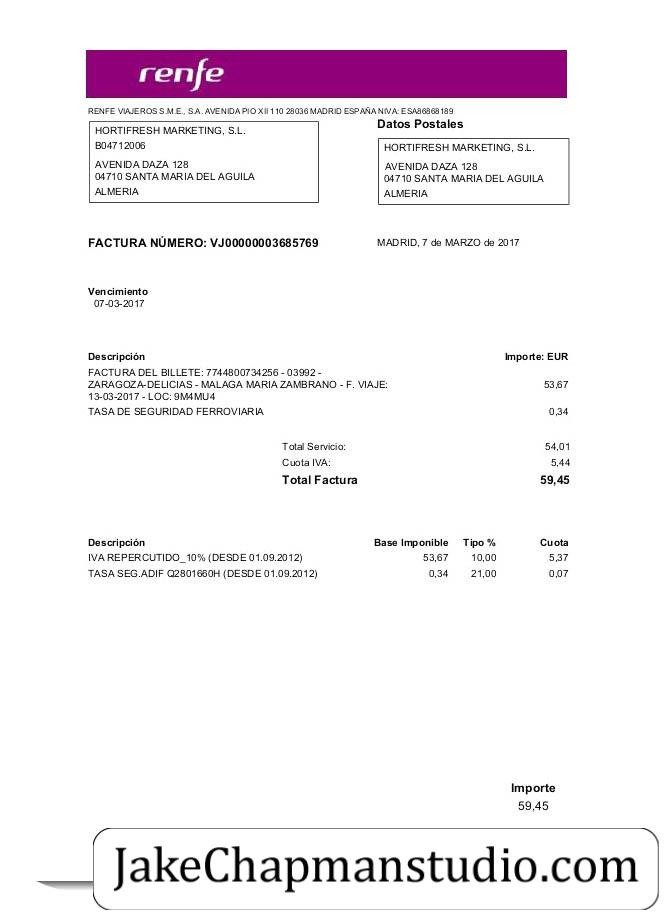 renfe
RENFE VIAJEROS S.M.E., S.A. AVENIDA PIO XII 110 28036 MADRID ESPAÑA NIVA: ESA86868189
HORTIFRESH MARKETING, S.L.
B04712006
AVENIDA DAZA 128
04710 SANTA MARIA DEL AGUILA
ALMERIA
Datos Postales
HORTIFRESH MARKETING, S.L.
AVENIDA DAZA 128
04710 SANTA MARIA DEL AGUILA
ALMERIA
FACTURA NÚMERO: VJ00000003685769 MADRID, 7 de MARZO de 2017
Vencimiento
07-03-2017
Descripción Importe: EUR
FACTURA DEL BILLETE: 7744800734256 - 03992 -
ZARAGOZA-DELICIAS - MALAGA MARIA ZAMBRANO - F. VIAJE: 53,67
13-03-2017 - LOC: 9M4MU4
TASA DE SEGURIDAD FERROVIARIA 0,34
Total Servicio: 54,01
Cuota IVA: 5,44
Total Factura 59,45
Descripción Base Imponible Tipo % Cuota
IVA REPERCUTIDO_10% (DESDE 01.09.2012) 53,67 10,00 5,37
TASA SEG.ADIF Q2801660H (DESDE 01.09.2012) 0,34 21,00 0,07
Importe
59,45
JakeChapmanstudio.com